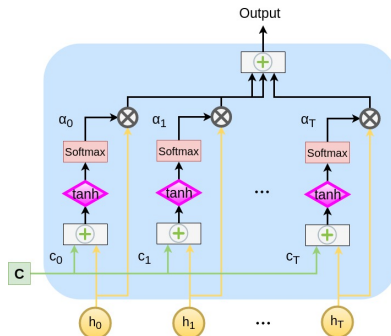 Output
α0 α1 αT
Softmax Softmax Softmax
tanh tanh ... tanh
c0 c1 cT
C
h0 h1 ... hT